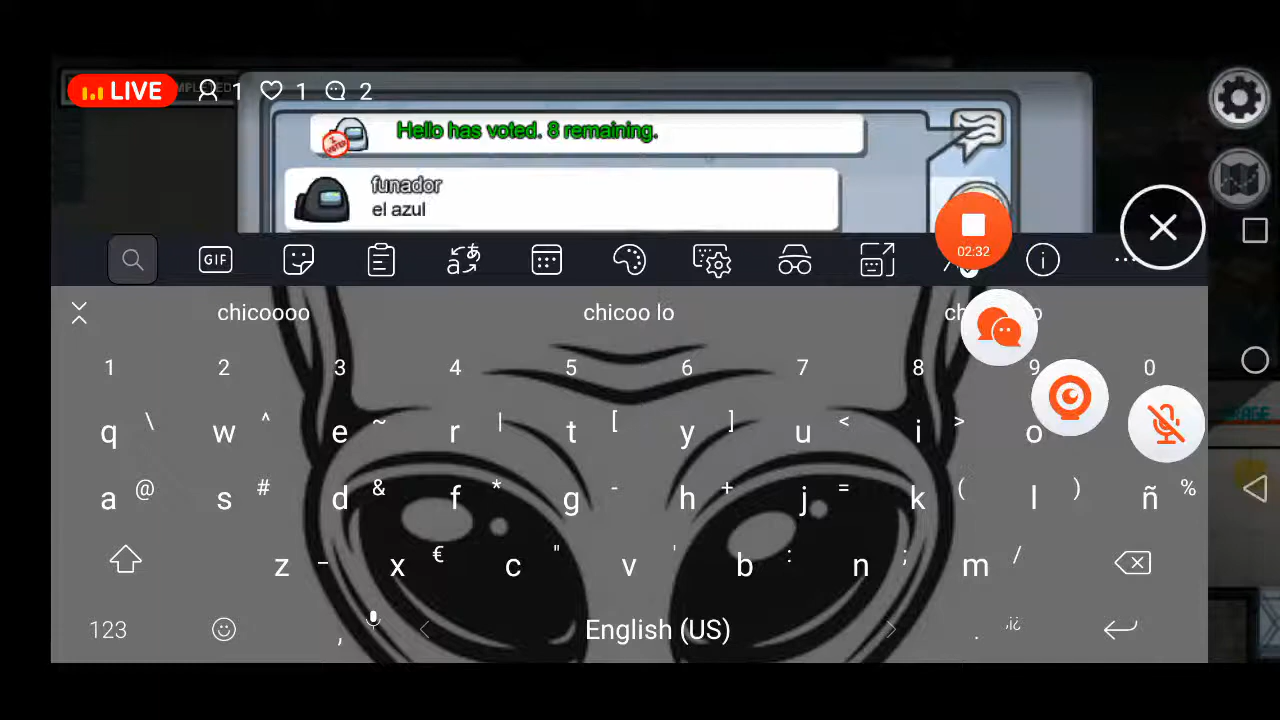 LIVE 1 1 2
Hello has voted. 8 remaining.
funador
el azul
02:32
GIF
chicoooo chicoo lo
1 2 3 4 5 6 7 8 9 0
q \ w ^ e ~ r | t [ y ] u < i > o
a @ s # d & f * g - h + j = k ( l ) ñ %
z _ x € c " v ' b : n ; m /
123 , < English (US) > . ,!¿